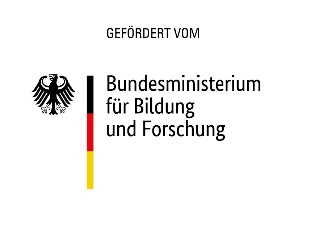 GEFÖRDERT VOM
Bundesministerium
für Bildung
und Forschung